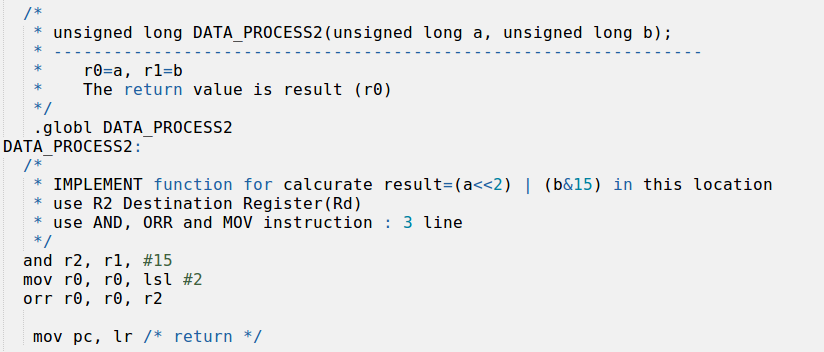 /*
* unsigned long DATA_PROCESS2(unsigned long a, unsigned long b);
* -----------------------------------------------------------------
*    r0=a, r1=b
*    The return value is result (r0)
*/
.globl DATA_PROCESS2
DATA_PROCESS2:
/*
* IMPLEMENT function for calcurate result=(a<<2) | (b&15) in this location
* use R2 Destination Register(Rd)
* use AND, ORR and MOV instruction : 3 line
*/
and r2, r1, #15
mov r0, r0, lsl #2
orr r0, r0, r2
mov pc, lr /* return */